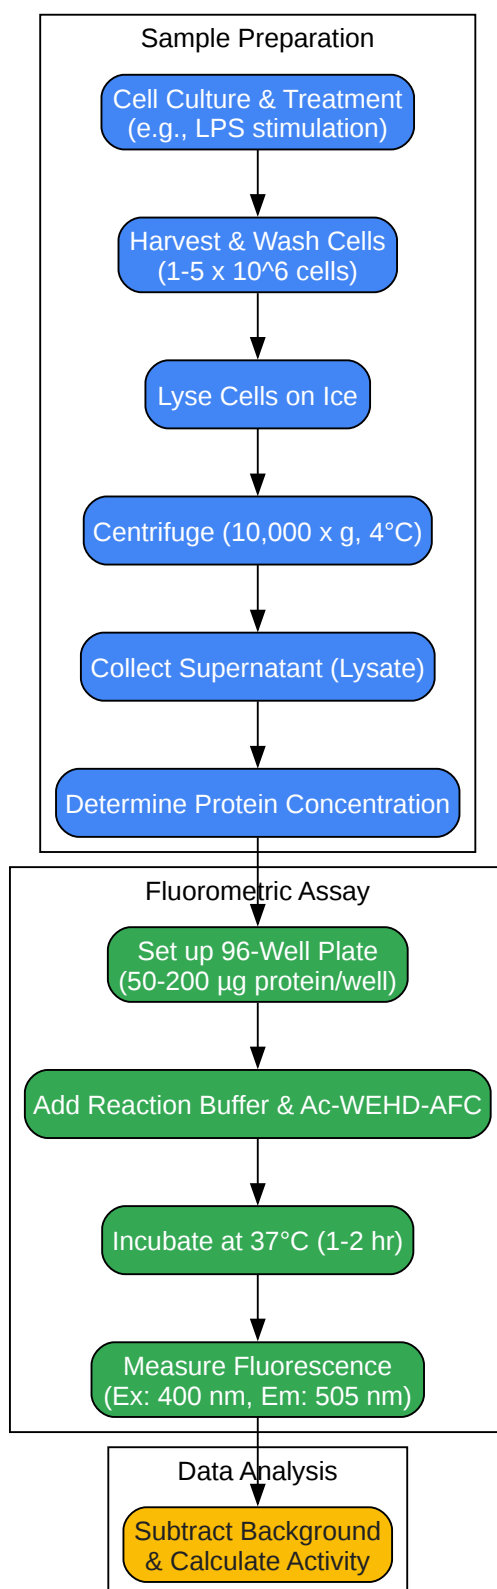 Sample Preparation
Cell Culture & Treatment
(e.g., LPS stimulation)
Harvest & Wash Cells
(1-5 x 10^6 cells)
Lyse Cells on Ice
Centrifuge (10,000 x g, 4°C)
Collect Supernatant (Lysate)
Determine Protein Concentration
Fluorometric Assay
Set up 96-Well Plate
(50-200 µg protein/well)
Add Reaction Buffer & Ac-WEHD-AFC
Incubate at 37°C (1-2 hr)
Measure Fluorescence
(Ex: 400 nm, Em: 505 nm)
Data Analysis
Subtract Background
& Calculate Activity